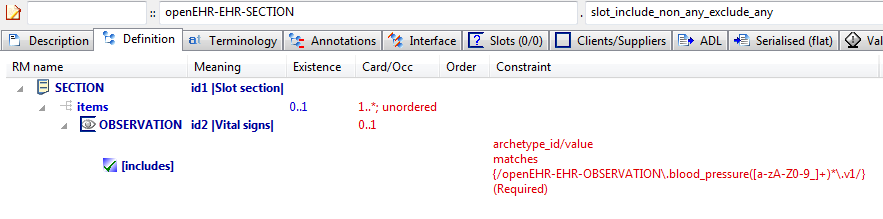 :: openEHR-EHR-SECTION . slot_include_non_any_exclude_any
Description Definition Terminology Annotations Interface Slots (0/0) Clients/Suppliers ADL Serialised (flat) Val
RM name Meaning Existence Card/Occ Order Constraint
SECTION id1 |Slot section|
items 0..1 1..*; unordered
OBSERVATION id2 |Vital signs| 0..1
archetype_id/value
matches
[includes] {/openEHR-EHR-OBSERVATION\.blood_pressure([a-zA-Z0-9_]+)*\.v1/}
(Required)